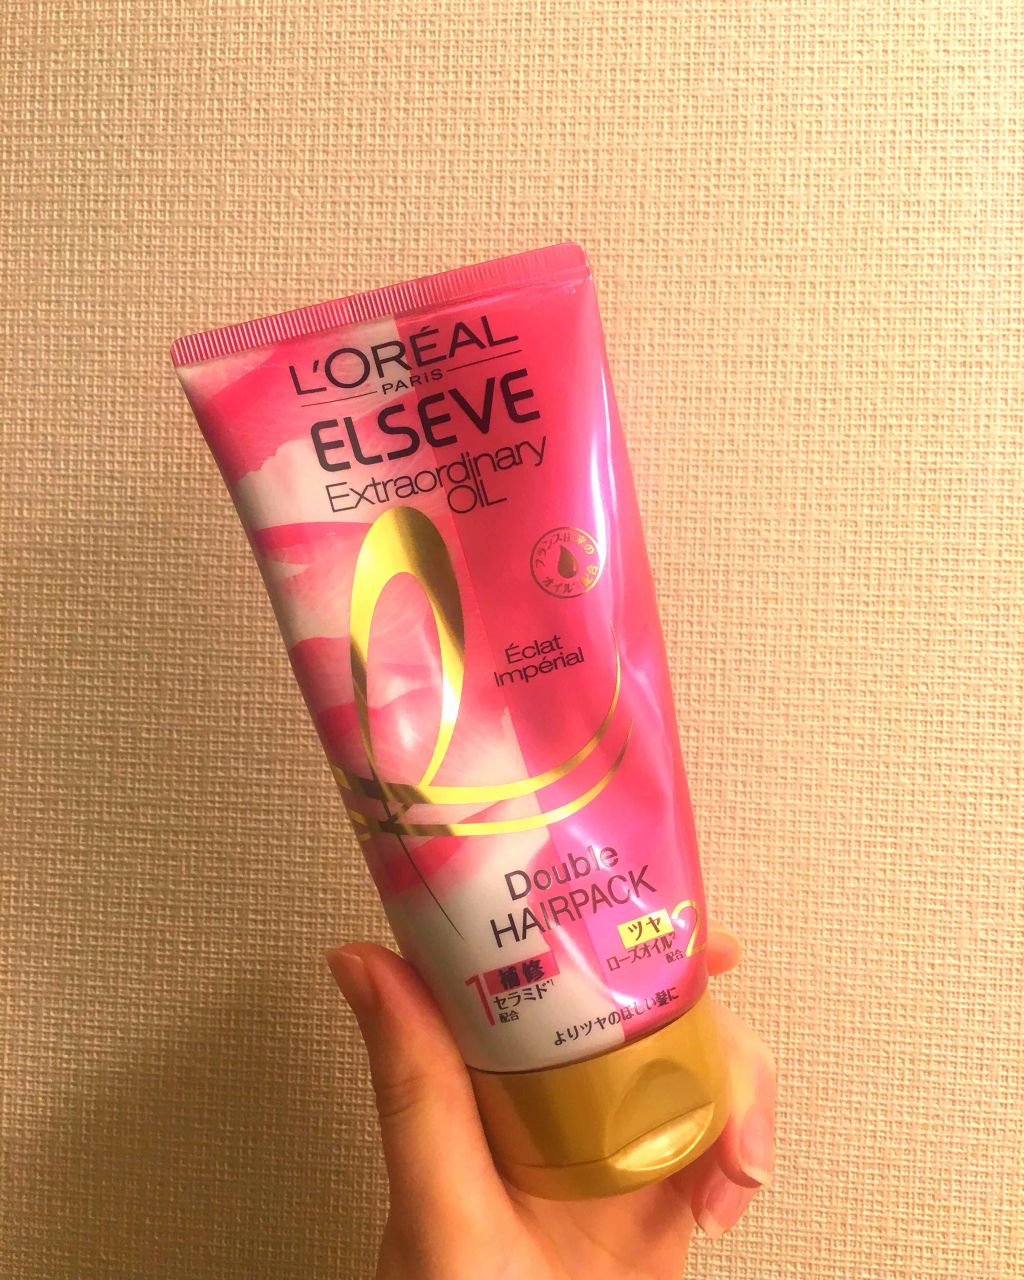 L'ORÉAL
PARiS
ELSEVE
Extraordinary
OiL
フランス由来の
オイル配合
Éclat
Impérial
Double
HAIRPACK
1 補修
セラミド*1
配合
ツヤ 2
ローズオイル*2
配合
よりツヤのほしい髪に